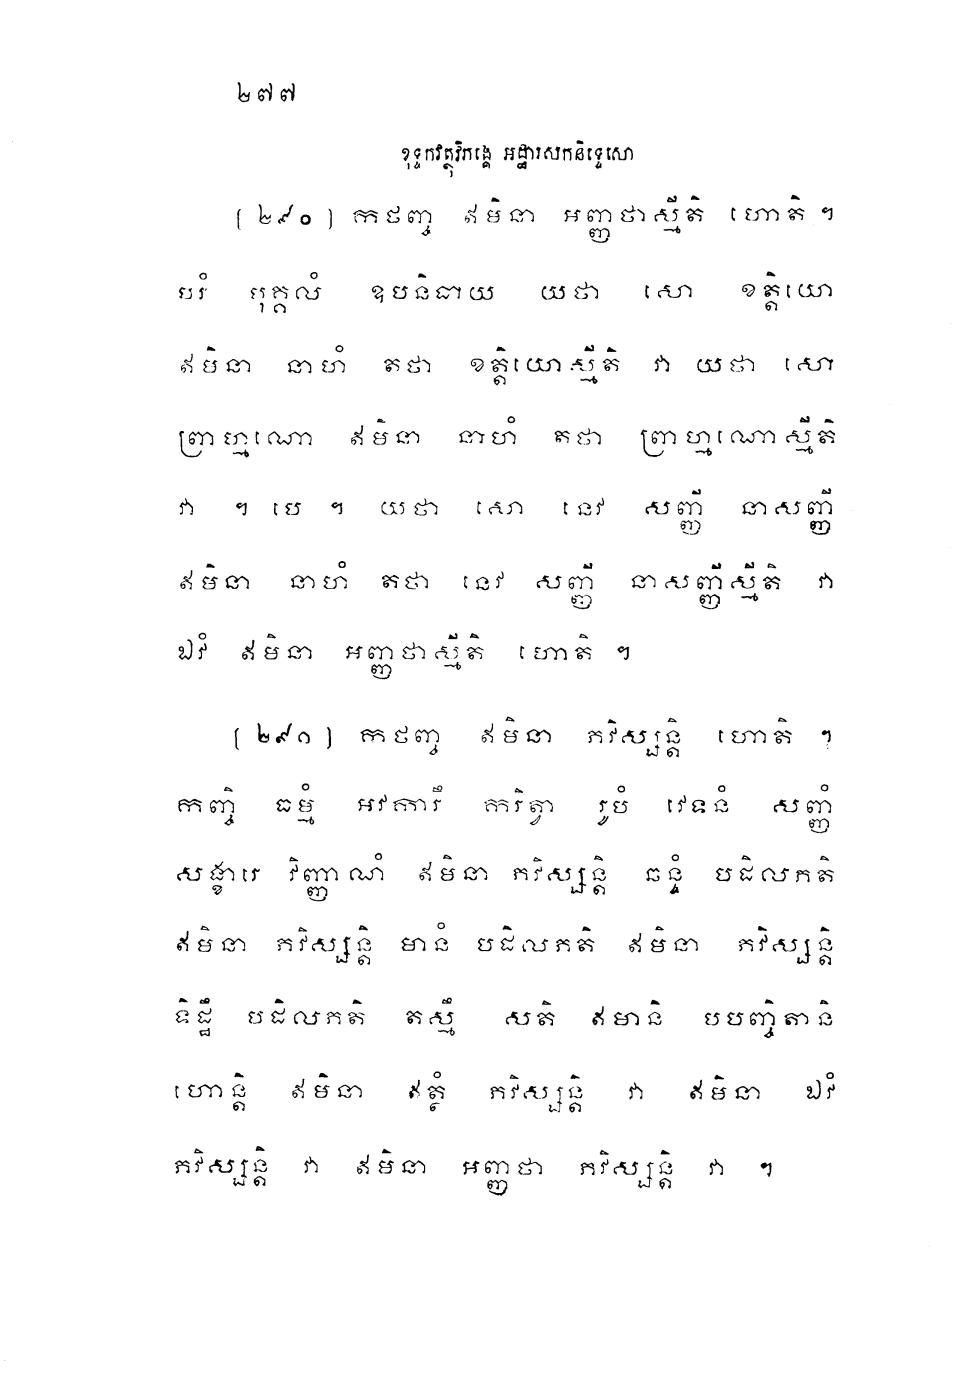 ២៧៧
ខុទ្ទកវត្ថុវិភង្គេ អដ្ឋារសកនិទ្ទេសោ
(២៩០) កថញ្ច ឥមិនា អញ្ញថាស្មីតិ ហោតិ ។
បរំ បុគ្គលំ ឧបនិធាយ យថា សោ ខត្តិយោ
ឥមិនា នាហំ តថា ខត្តិយោស្មីតិ វា យថា សោ
ព្រាហ្មណោ ឥមិនា នាហំ តថា ព្រាហ្មណោស្មីតិ
វា ។ បេ ។ យថា សោ នេវ សញ្ញី នាសញ្ញី
ឥមិនា នាហំ តថា នេវ សញ្ញី នាសញ្ញីស្មីតិ វា
ឯវំ ឥមិនា អញ្ញថាស្មីតិ ហោតិ ។
(២៩១) កថញ្ច ឥមិនា ភវិស្សន្តិ ហោតិ ។
កញ្ចិ ធម្មំ អវការឹ ករិត្វា រូបំ វេទនំ សញ្ញំ
សង្ខារេ វិញ្ញាណំ ឥមិនា ភវិស្សន្តិ ឆន្ទំ បដិលភតិ
ឥមិនា ភវិស្សន្តិ មានំ បដិលភតិ ឥមិនា ភវិស្សន្តិ
ទិដ្ឋឹ បដិលភតិ តស្មឹ សតិ ឥមានិ បបញ្ចិតានិ
ហោន្តិ ឥមិនា ឥត្ថំ ភវិស្សន្តិ វា ឥមិនា ឯវំ
ភវិស្សន្តិ វា ឥមិនា អញ្ញថា ភវិស្សន្តិ វា ។